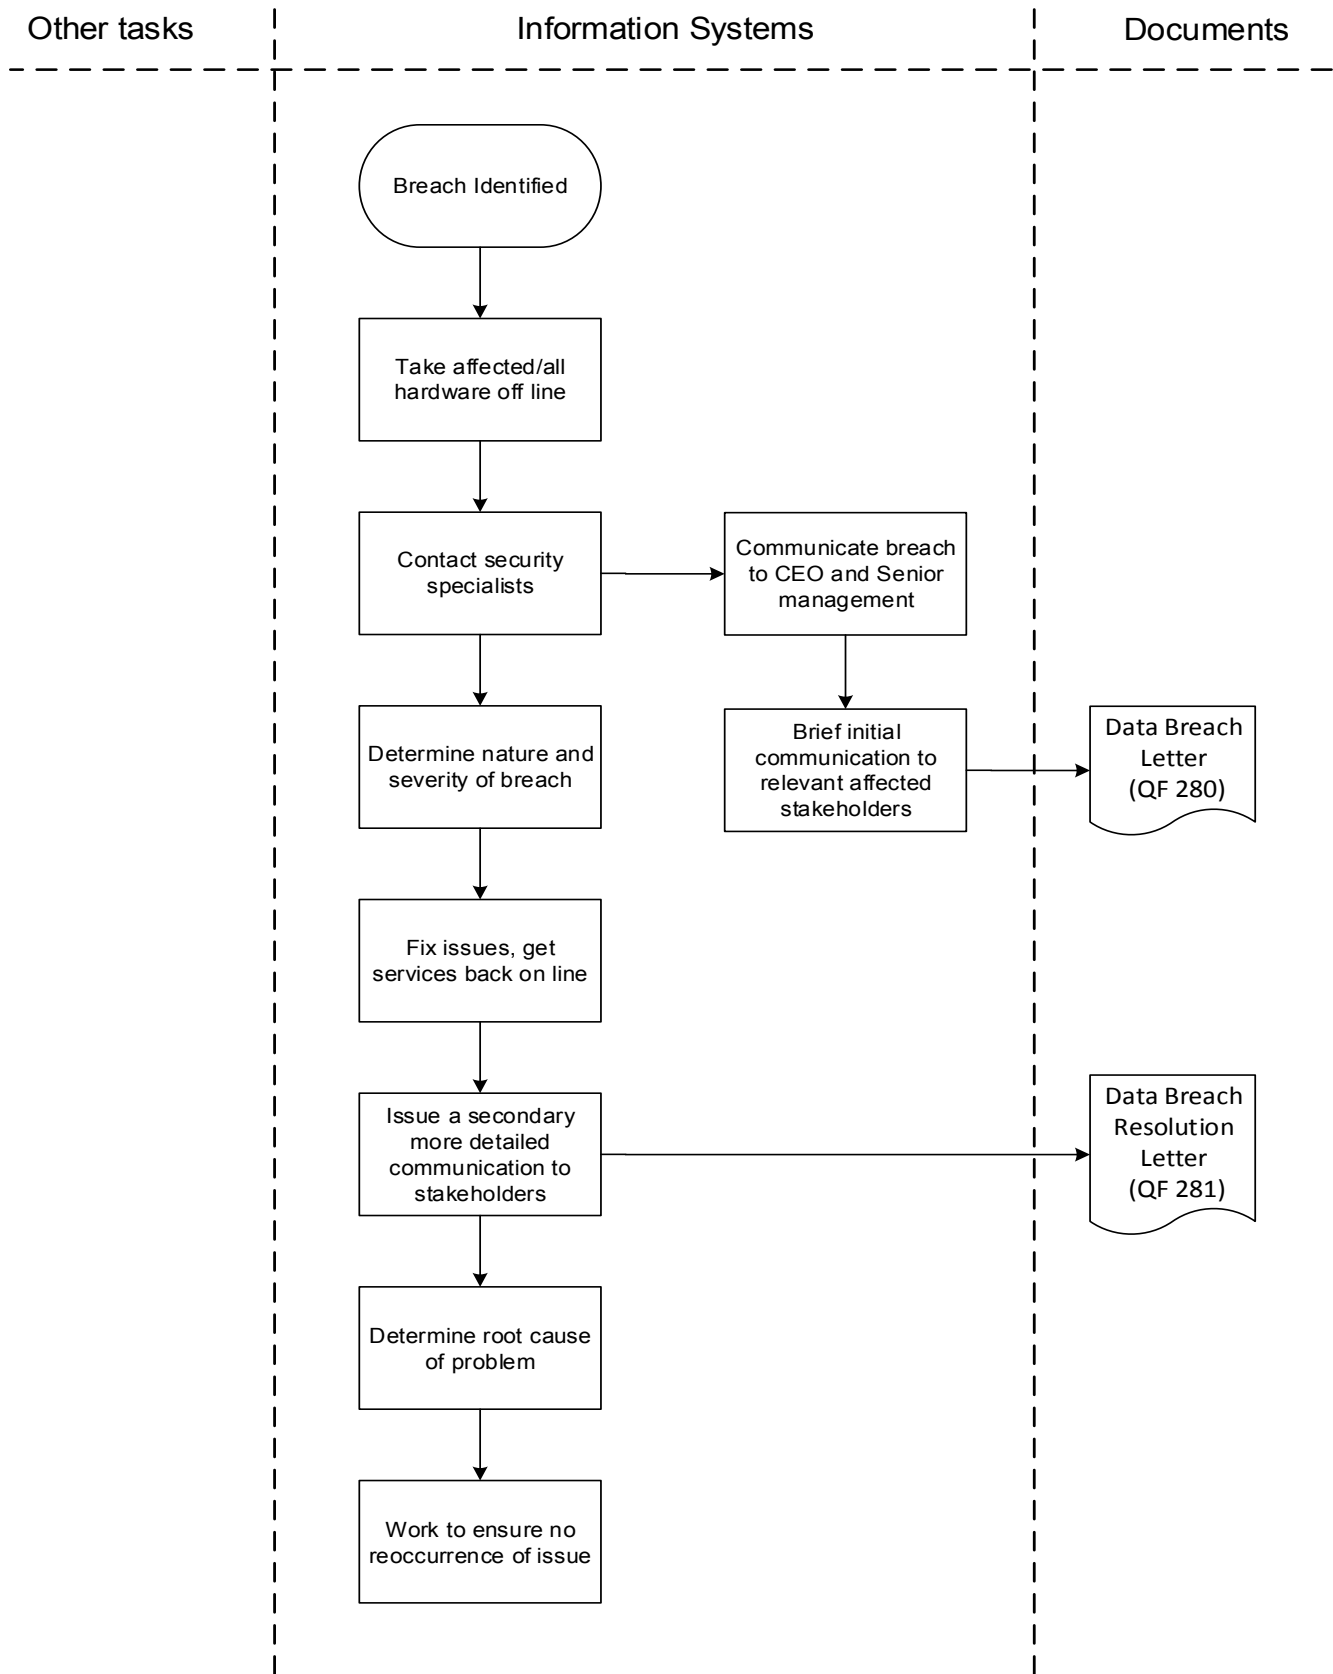 Other tasks
Information Systems
Documents
Breach Identified
Take affected/all
hardware off line
Contact security
specialists
Communicate breach
to CEO and Senior
management
Determine nature and
severity of breach
Brief initial
communication to
relevant affected
stakeholders
Data Breach
Letter
(QF 280)
Fix issues, get
services back on line
Issue a secondary
more detailed
communication to
stakeholders
Data Breach
Resolution
Letter
(QF 281)
Determine root cause
of problem
Work to ensure no
reoccurrence of issue